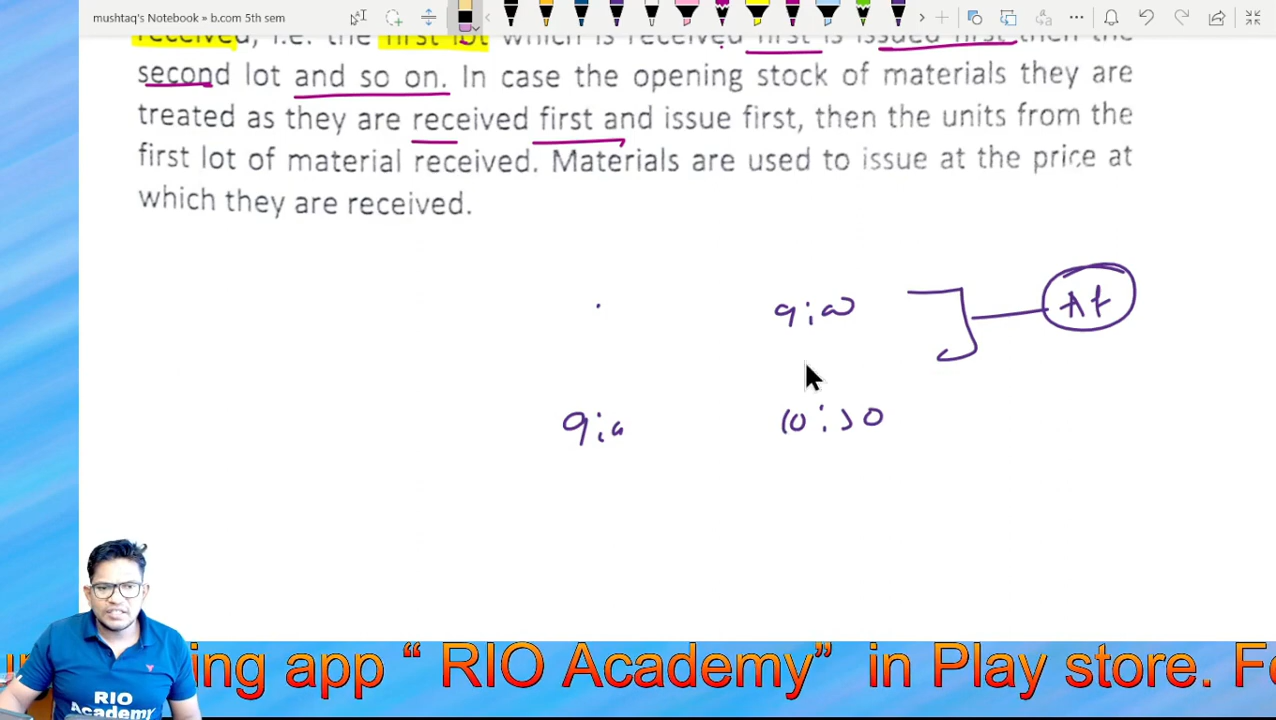 mushtaq's Notebook » b.com 5th sem
received, i.e. the first lot which is received first is issued first then the
second lot and so on. In case the opening stock of materials they are
treated as they are received first and issue first, then the units from the
first lot of material received. Materials are used to issue at the price at
which they are received.
10:30
RIO
Academy
ing app “ RIO Academy” in Play store. Fo